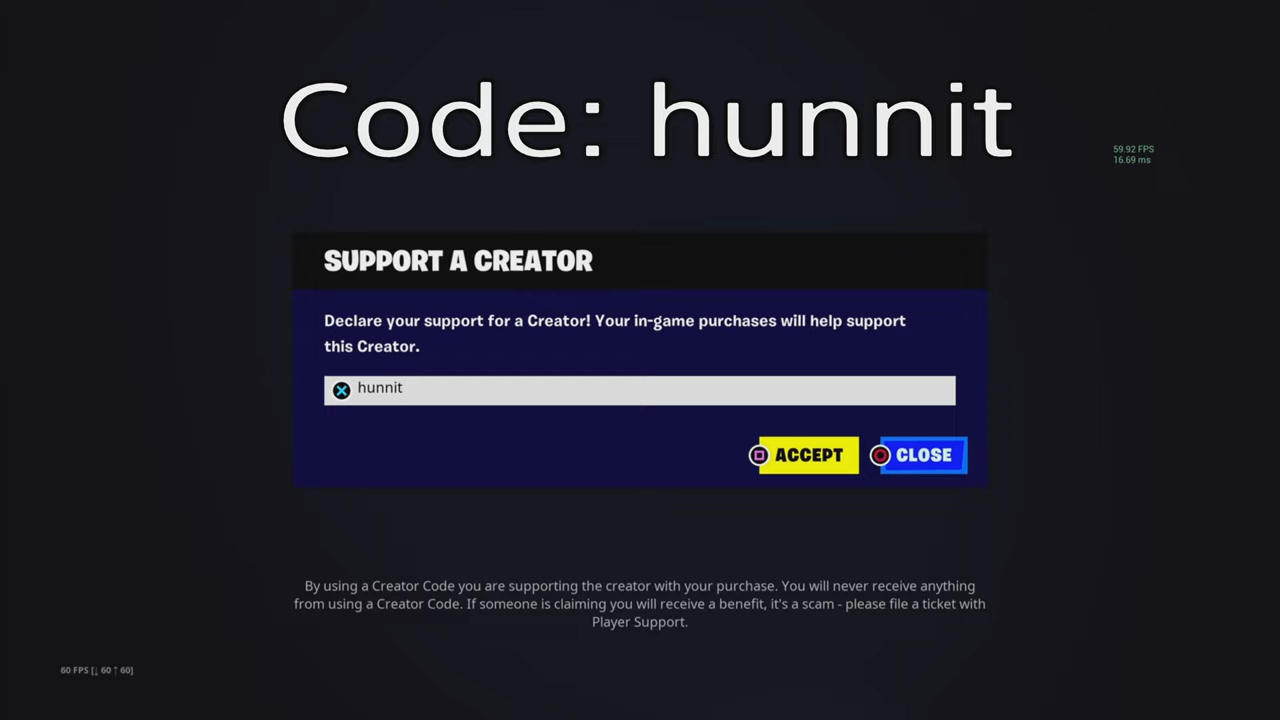 Code: hunnit
59.92 FPS
16.69 ms
SUPPORT A CREATOR
Declare your support for a Creator! Your in-game purchases will help support
this Creator.
hunnit
ACCEPT
CLOSE
By using a Creator Code you are supporting the creator with your purchase. You will never receive anything
from using a Creator Code. If someone is claiming you will receive a benefit, it's a scam - please file a ticket with
Player Support.
60 FPS [↓ 60 ↑ 60]